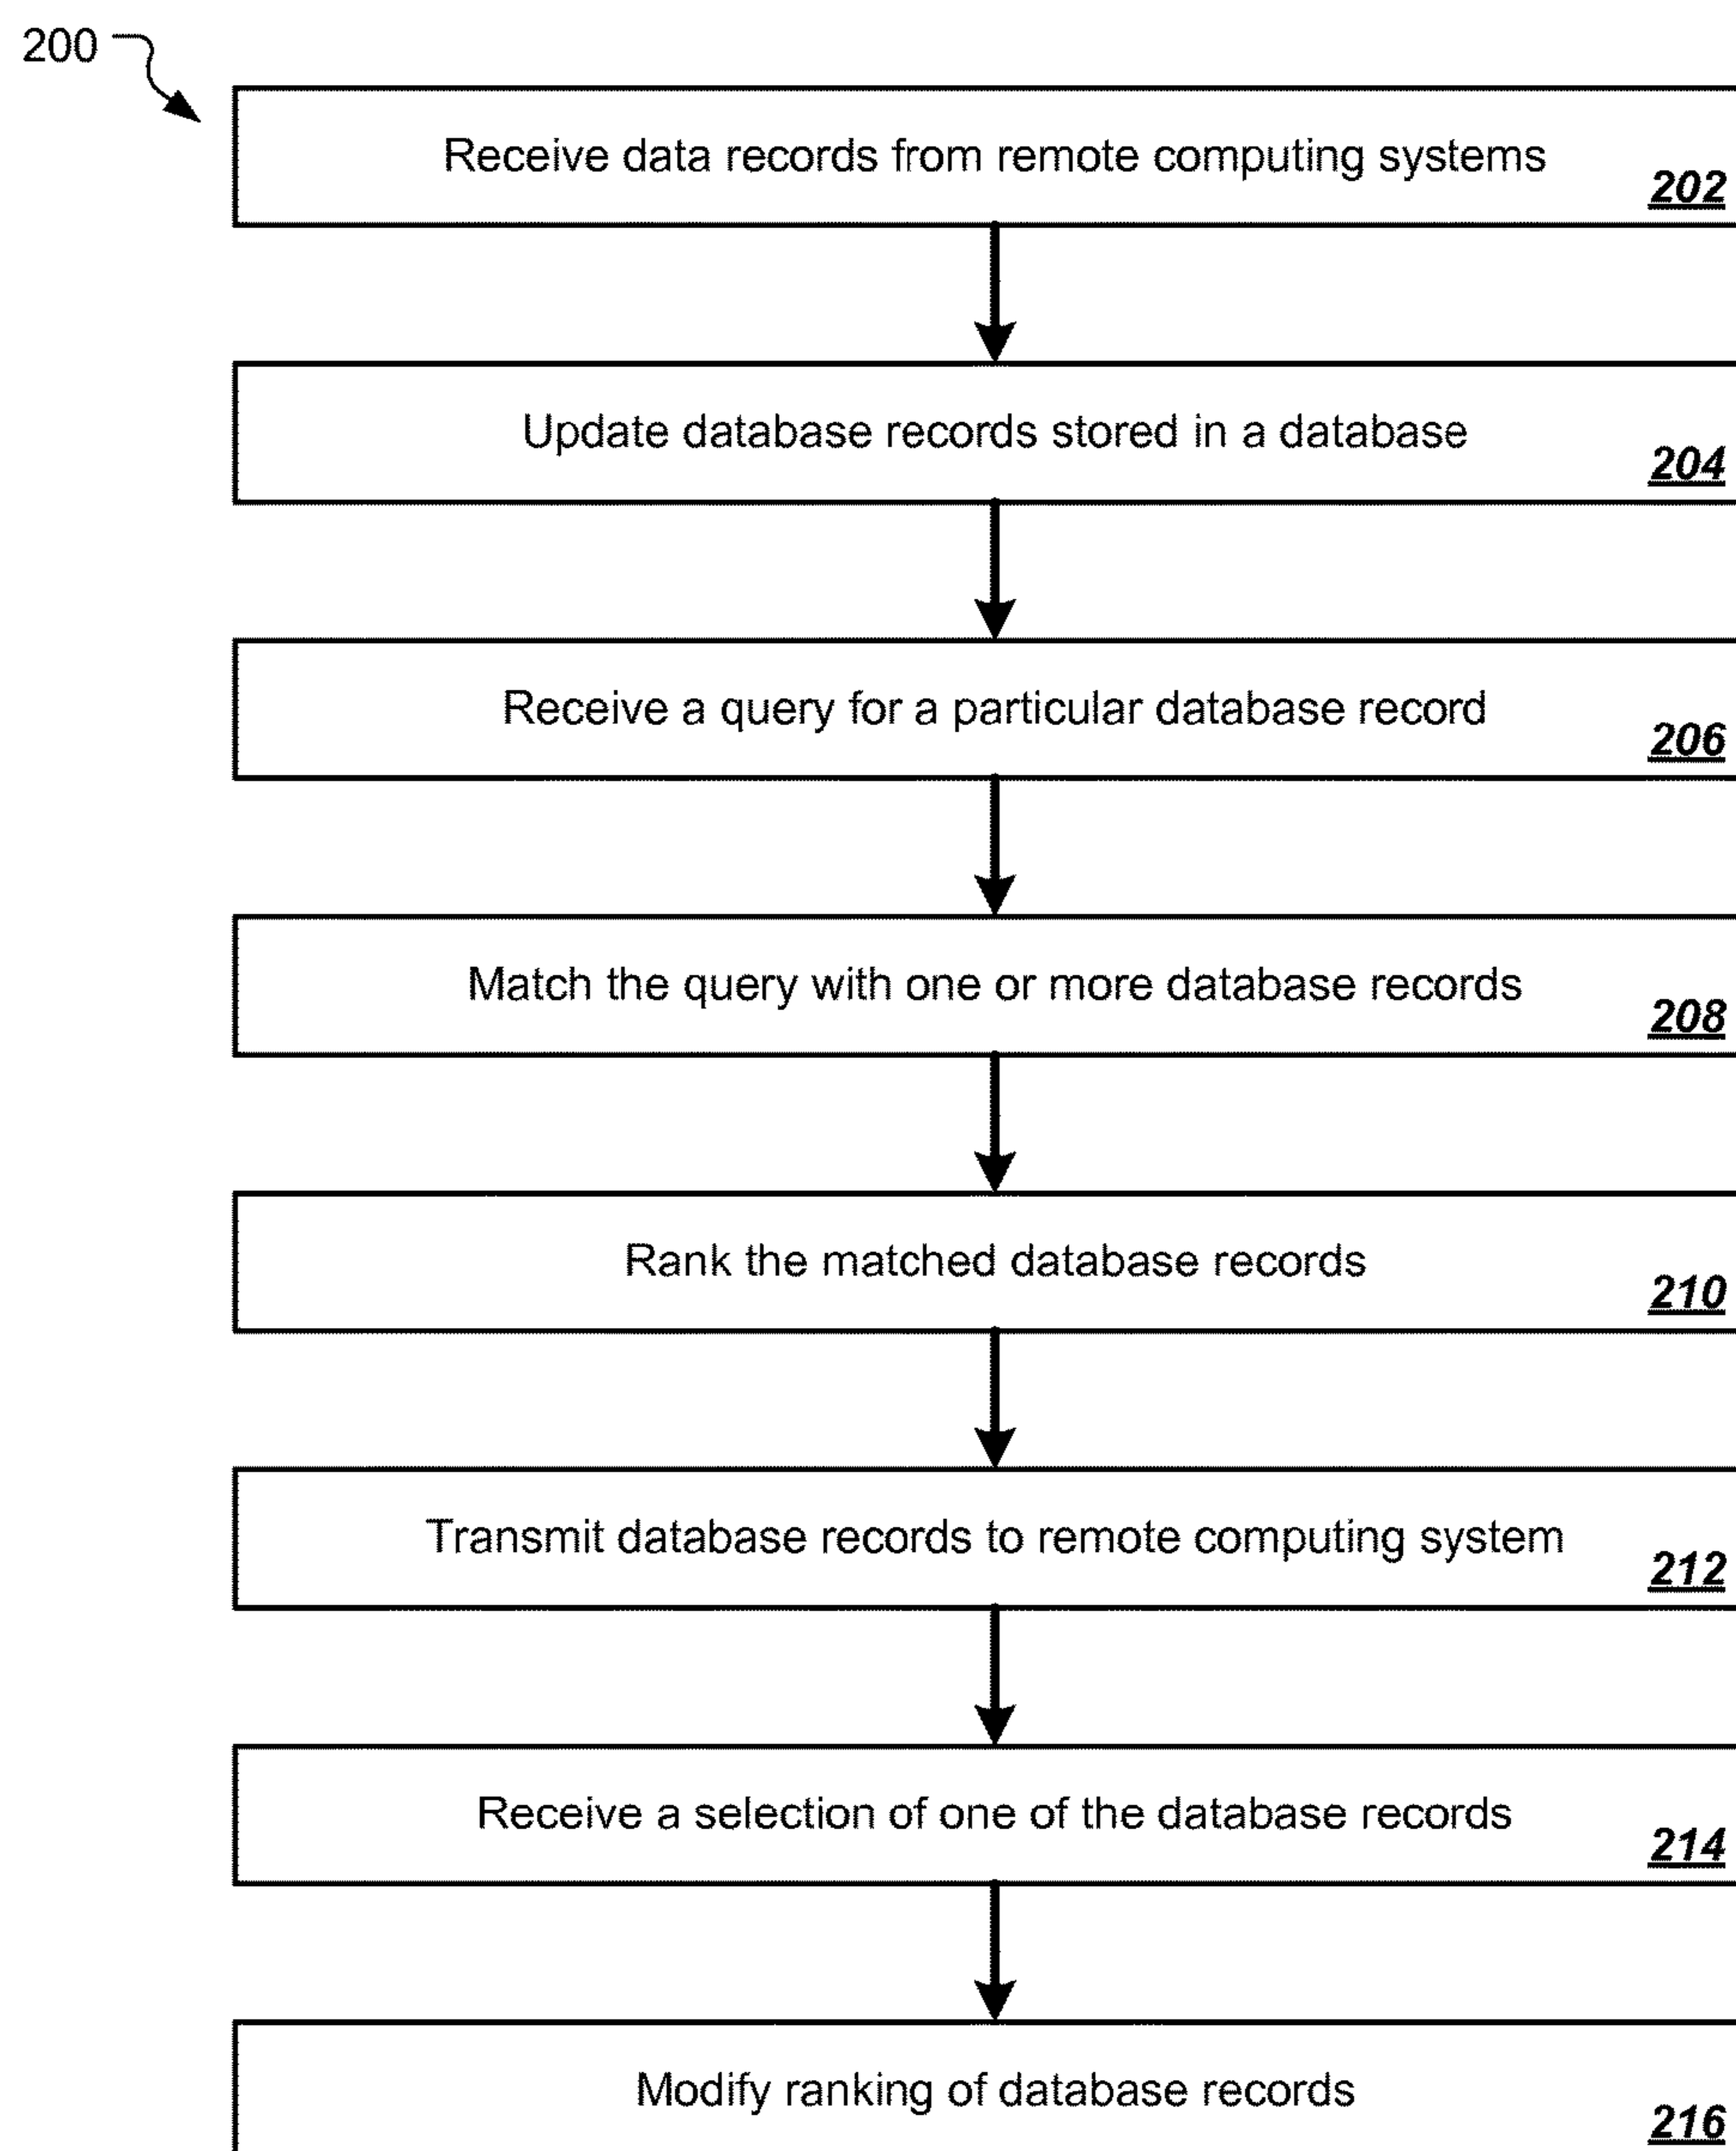 200
Receive data records from remote computing systems
202
Update database records stored in a database
204
Receive a query for a particular database record
206
Match the query with one or more database records
208
Rank the matched database records
210
Transmit database records to remote computing system
212
Receive a selection of one of the database records
214
Modify ranking of database records
216